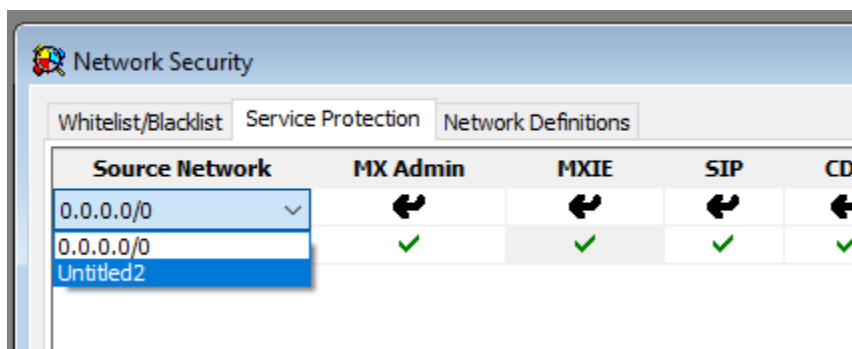 Network Security
Whitelist/Blacklist Service Protection Network Definitions
Source Network MX Admin MXIE SIP CD
0.0.0.0/0
0.0.0.0/0
Untitled2